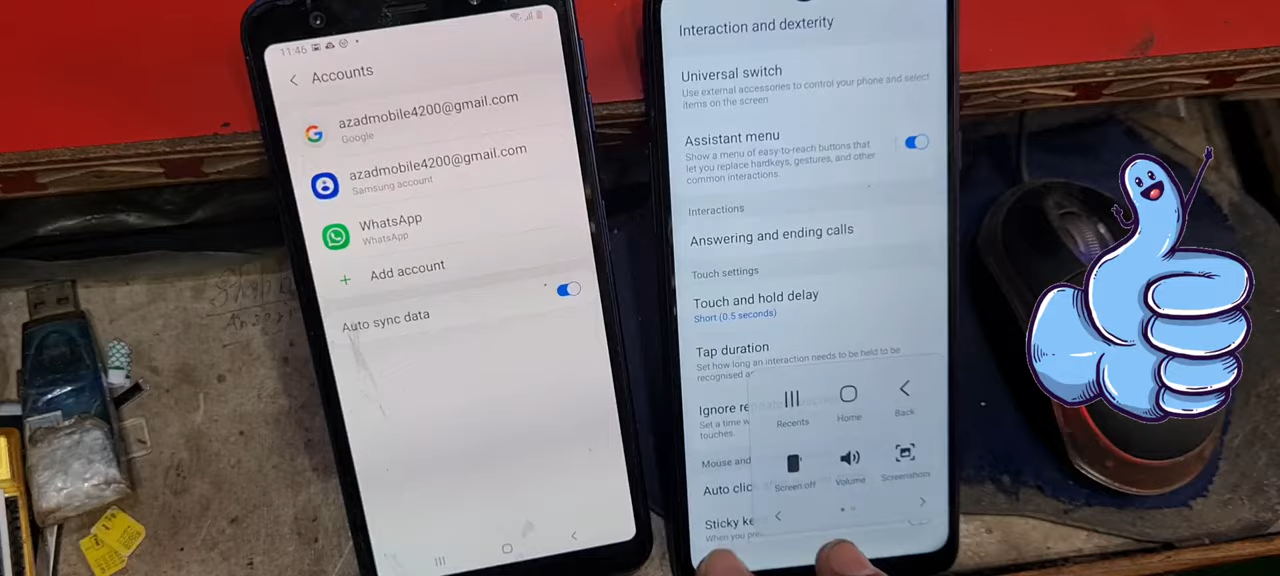 11:46
Accounts
azadmobile4200@gmail.com
Google
azadmobile4200@gmail.com
Samsung account
WhatsApp
WhatsApp
Add account
Auto sync data
Interaction and dexterity
Universal switch
Use external accessories to control your phone and select
items on the screen
Assistant menu
Show a menu of easy-to-reach buttons that
let you replace hardkeys, gestures, and other
common interactions.
Interactions
Answering and ending calls
Touch settings
Touch and hold delay
Short (0.5 seconds)
Tap duration
Set how long an interaction needs to be held to be
recognised
Ignore
Set a time
touches.
Mouse and
Auto
Sticky
When you
Recents
Home
Back
Screen off
Volume
Screenshots